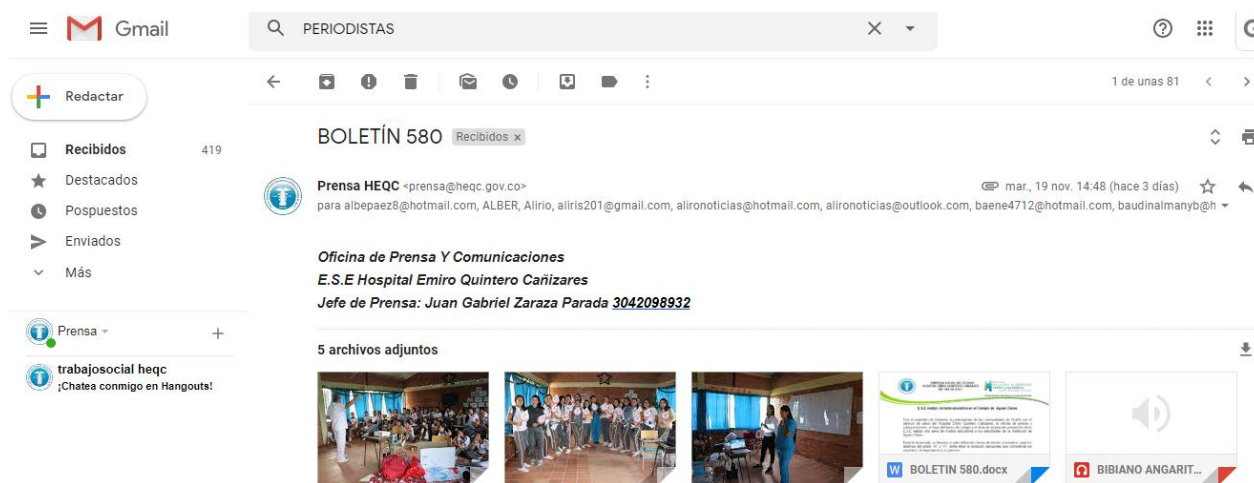 Gmail
PERIODISTAS
Redactar
1 de unas 81
BOLETÍN 580 Recibidos x
Recibidos 419
Destacados
Pospuestos
Enviados
Más
Prensa HEQC <prensa@heqc.gov.co> mar., 19 nov. 14:48 (hace 3 días)
para albepaez8@hotmail.com, ALBER, Alirio, aliris201@gmail.com, alironoticias@hotmail.com, alironoticias@outlook.com, baene4712@hotmail.com, baudinalmanyb@h
Oficina de Prensa Y Comunicaciones
E.S.E Hospital Emiro Quintero Cañizares
Jefe de Prensa: Juan Gabriel Zaraza Parada 3042098932
Prensa
trabajosocial heqc
¡Chatea conmigo en Hangouts!
5 archivos adjuntos
W BOLETIN 580.docx
BIBIANO ANGARIT...